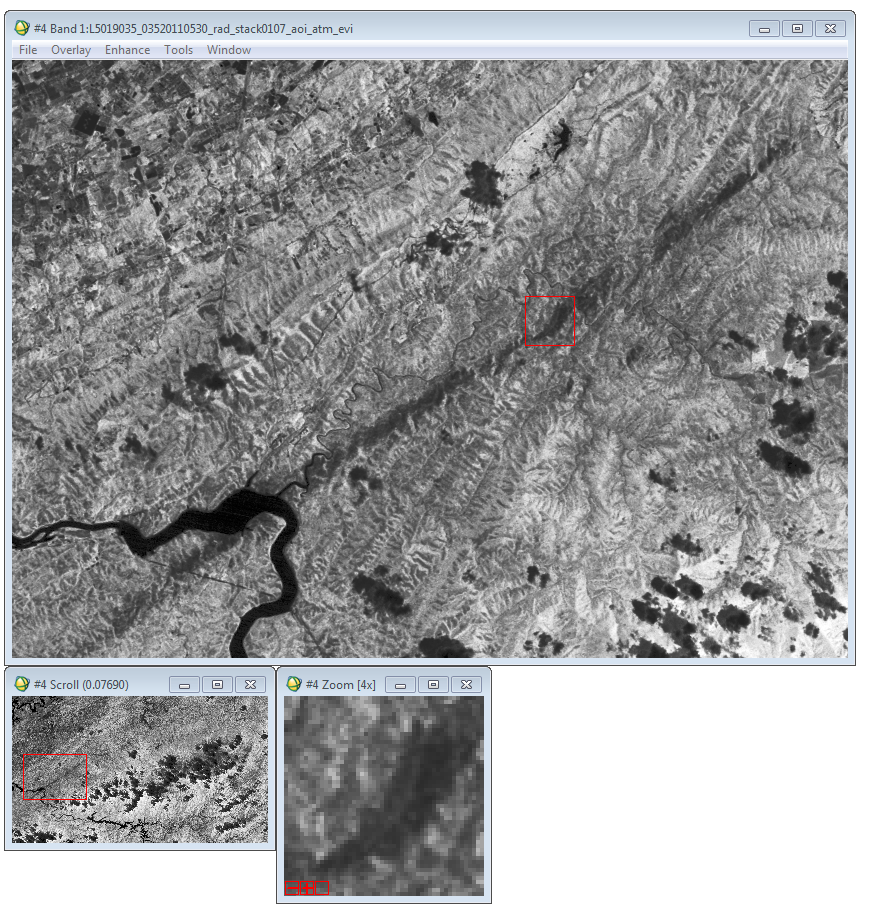 #4 Band 1:L5019035_03520110530_rad_stack0107_aoi_atm_evi
File Overlay Enhance Tools Window
#4 Scroll (0.07690)
#4 Zoom [4x]